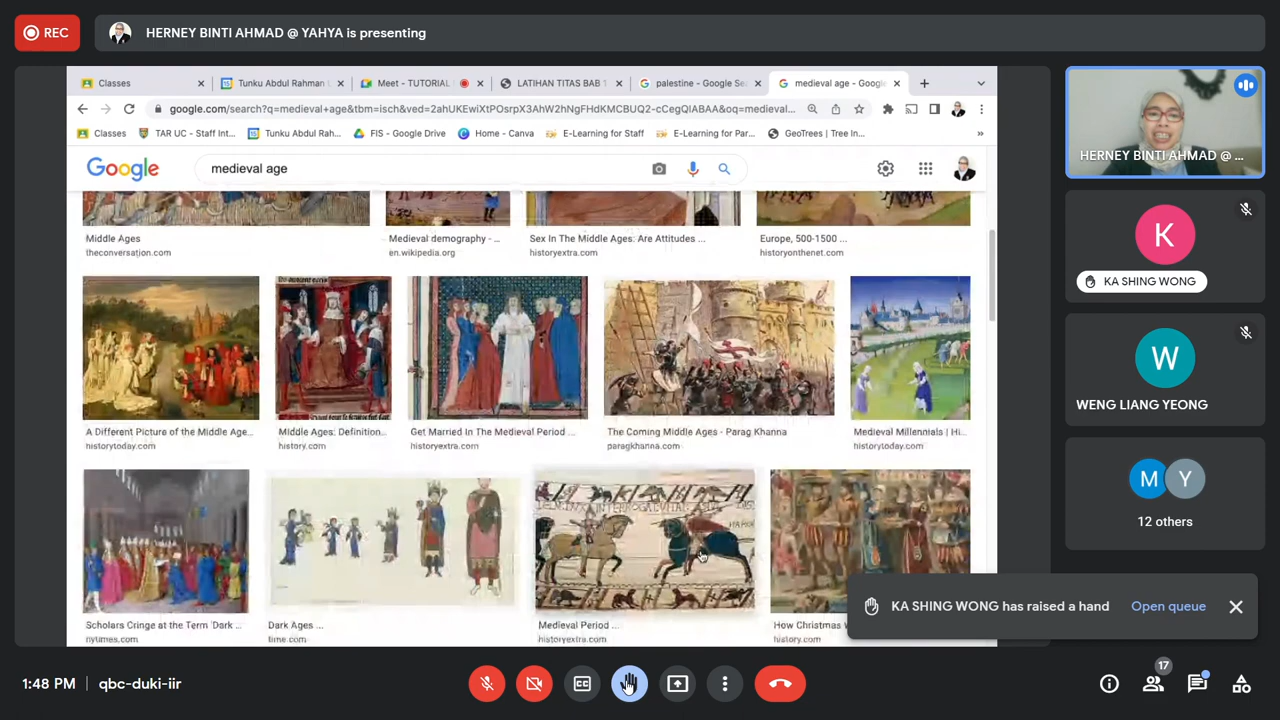 REC
HERNEY BINTI AHMAD @ YAHYA is presenting
Classes
Tunku Abdul Rahman
Meet - TUTORIAL
LATIHAN TITAS BAB 1
palestine - Google Se
medieval age - Google
google.com/search?q=medieval+age&tbm=isch&ved=2ahUKEwiXtPOsrpX3AhW2hNgFHdKMCBUQ2-cCegQIABAA&oq=medieval...
Classes
TAR UC - Staff Int...
Tunku Abdul Rah...
FIS - Google Drive
Home - Canva
E-Learning for Staff
E-Learning for Par...
GeoTrees | Tree In...
»
Google
medieval age
Middle Ages
theconversation.com
Medieval demography - ...
en.wikipedia.org
Sex In The Middle Ages: Are Attitudes ...
historyextra.com
Europe, 500-1500 ...
historyonthenet.com
A Different Picture of the Middle Age...
historytoday.com
Middle Ages: Definition...
history.com
Get Married In The Medieval Period ...
historyextra.com
The Coming Middle Ages - Parag Khanna
paragkhanna.com
Medieval Millennials | Hi...
historytoday.com
Scholars Cringe at the Term 'Dark ...
nytimes.com
Dark Ages ...
time.com
Medieval Period ...
historyextra.com
How Christmas
history.com
HERNEY BINTI AHMAD @ ...
K
KA SHING WONG
W
WENG LIANG YEONG
M
Y
12 others
KA SHING WONG has raised a hand
Open queue
1:48 PM | qbc-duki-iir
CC
17